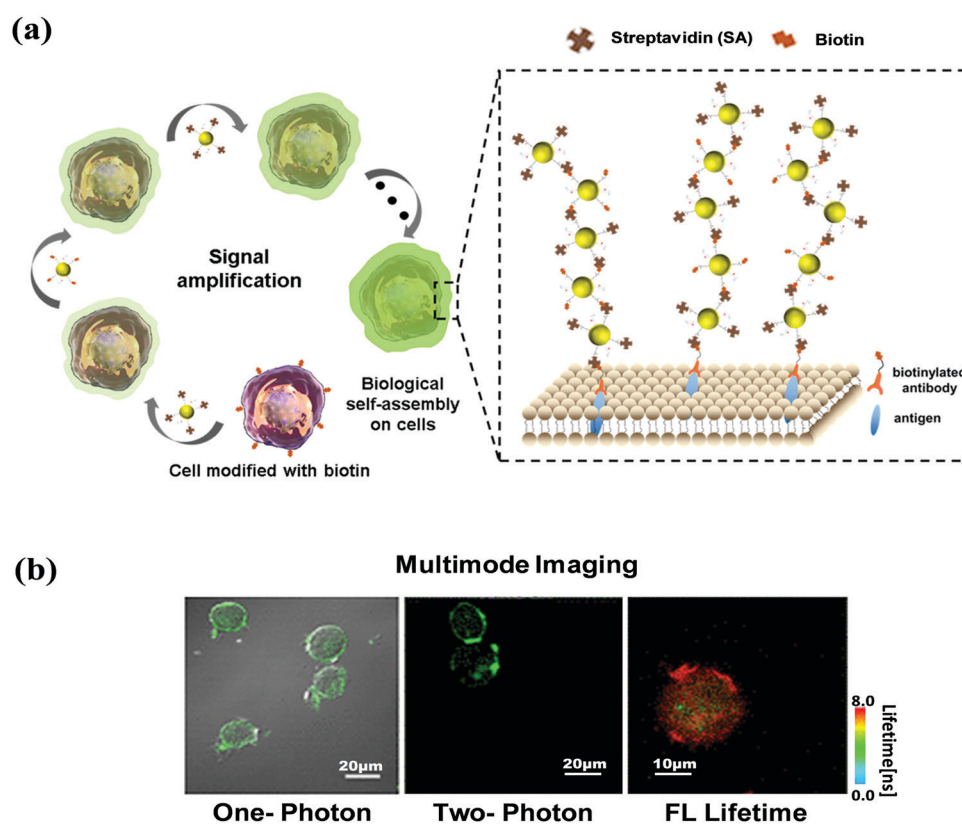 (a)
Streptavidin (SA)
Biotin
Signal
amplification
Biological
self-assembly
on cells
Cell modified with biotin
biotinylated
antibody
antigen
(b)
Multimode Imaging
20μm
20μm
10μm
8.0
0.0
Lifetime[ns]
One- Photon
Two- Photon
FL Lifetime